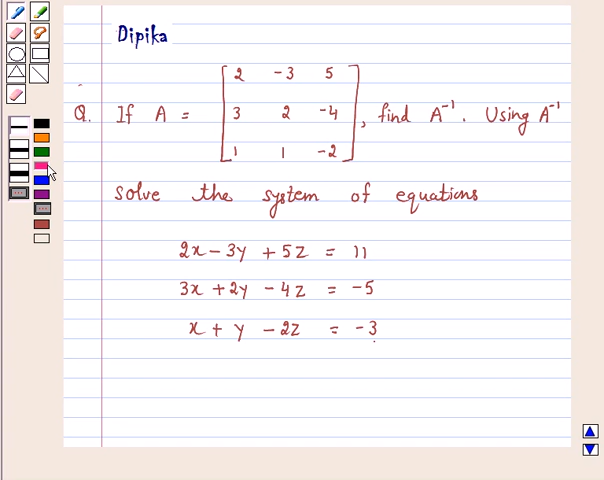 Dipika
Q. If A = [2 -3 5
3 2 -4
1 1 -2], find A⁻¹. Using A⁻¹
solve the system of equations
2x - 3y + 5z = 11
3x + 2y - 4z = -5
x + y - 2z = -3